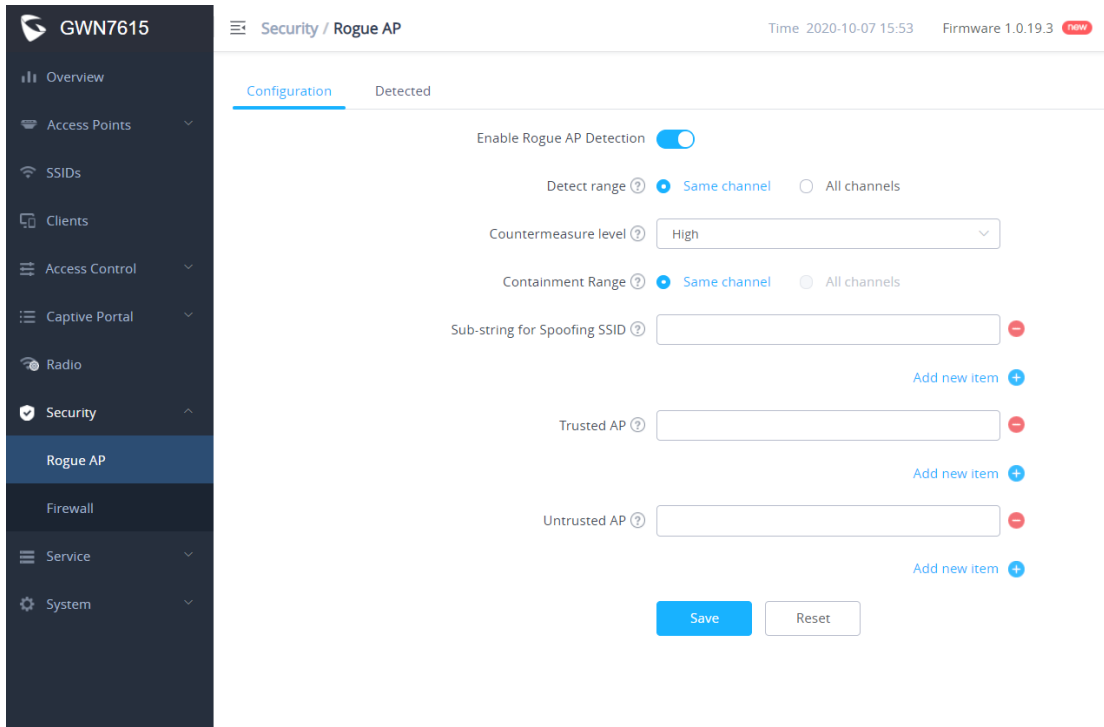 GWN7615
Security / Rogue AP
Time 2020-10-07 15:53
Firmware 1.0.19.3 new
Overview
Access Points
SSIDs
Clients
Access Control
Captive Portal
Radio
Security
Rogue AP
Firewall
Service
System
Configuration Detected
Enable Rogue AP Detection
Detect range ? Same channel All channels
Countermeasure level ? High
Containment Range ? Same channel All channels
Sub-string for Spoofing SSID ?
Add new item
Trusted AP ?
Add new item
Untrusted AP ?
Add new item
Save Reset